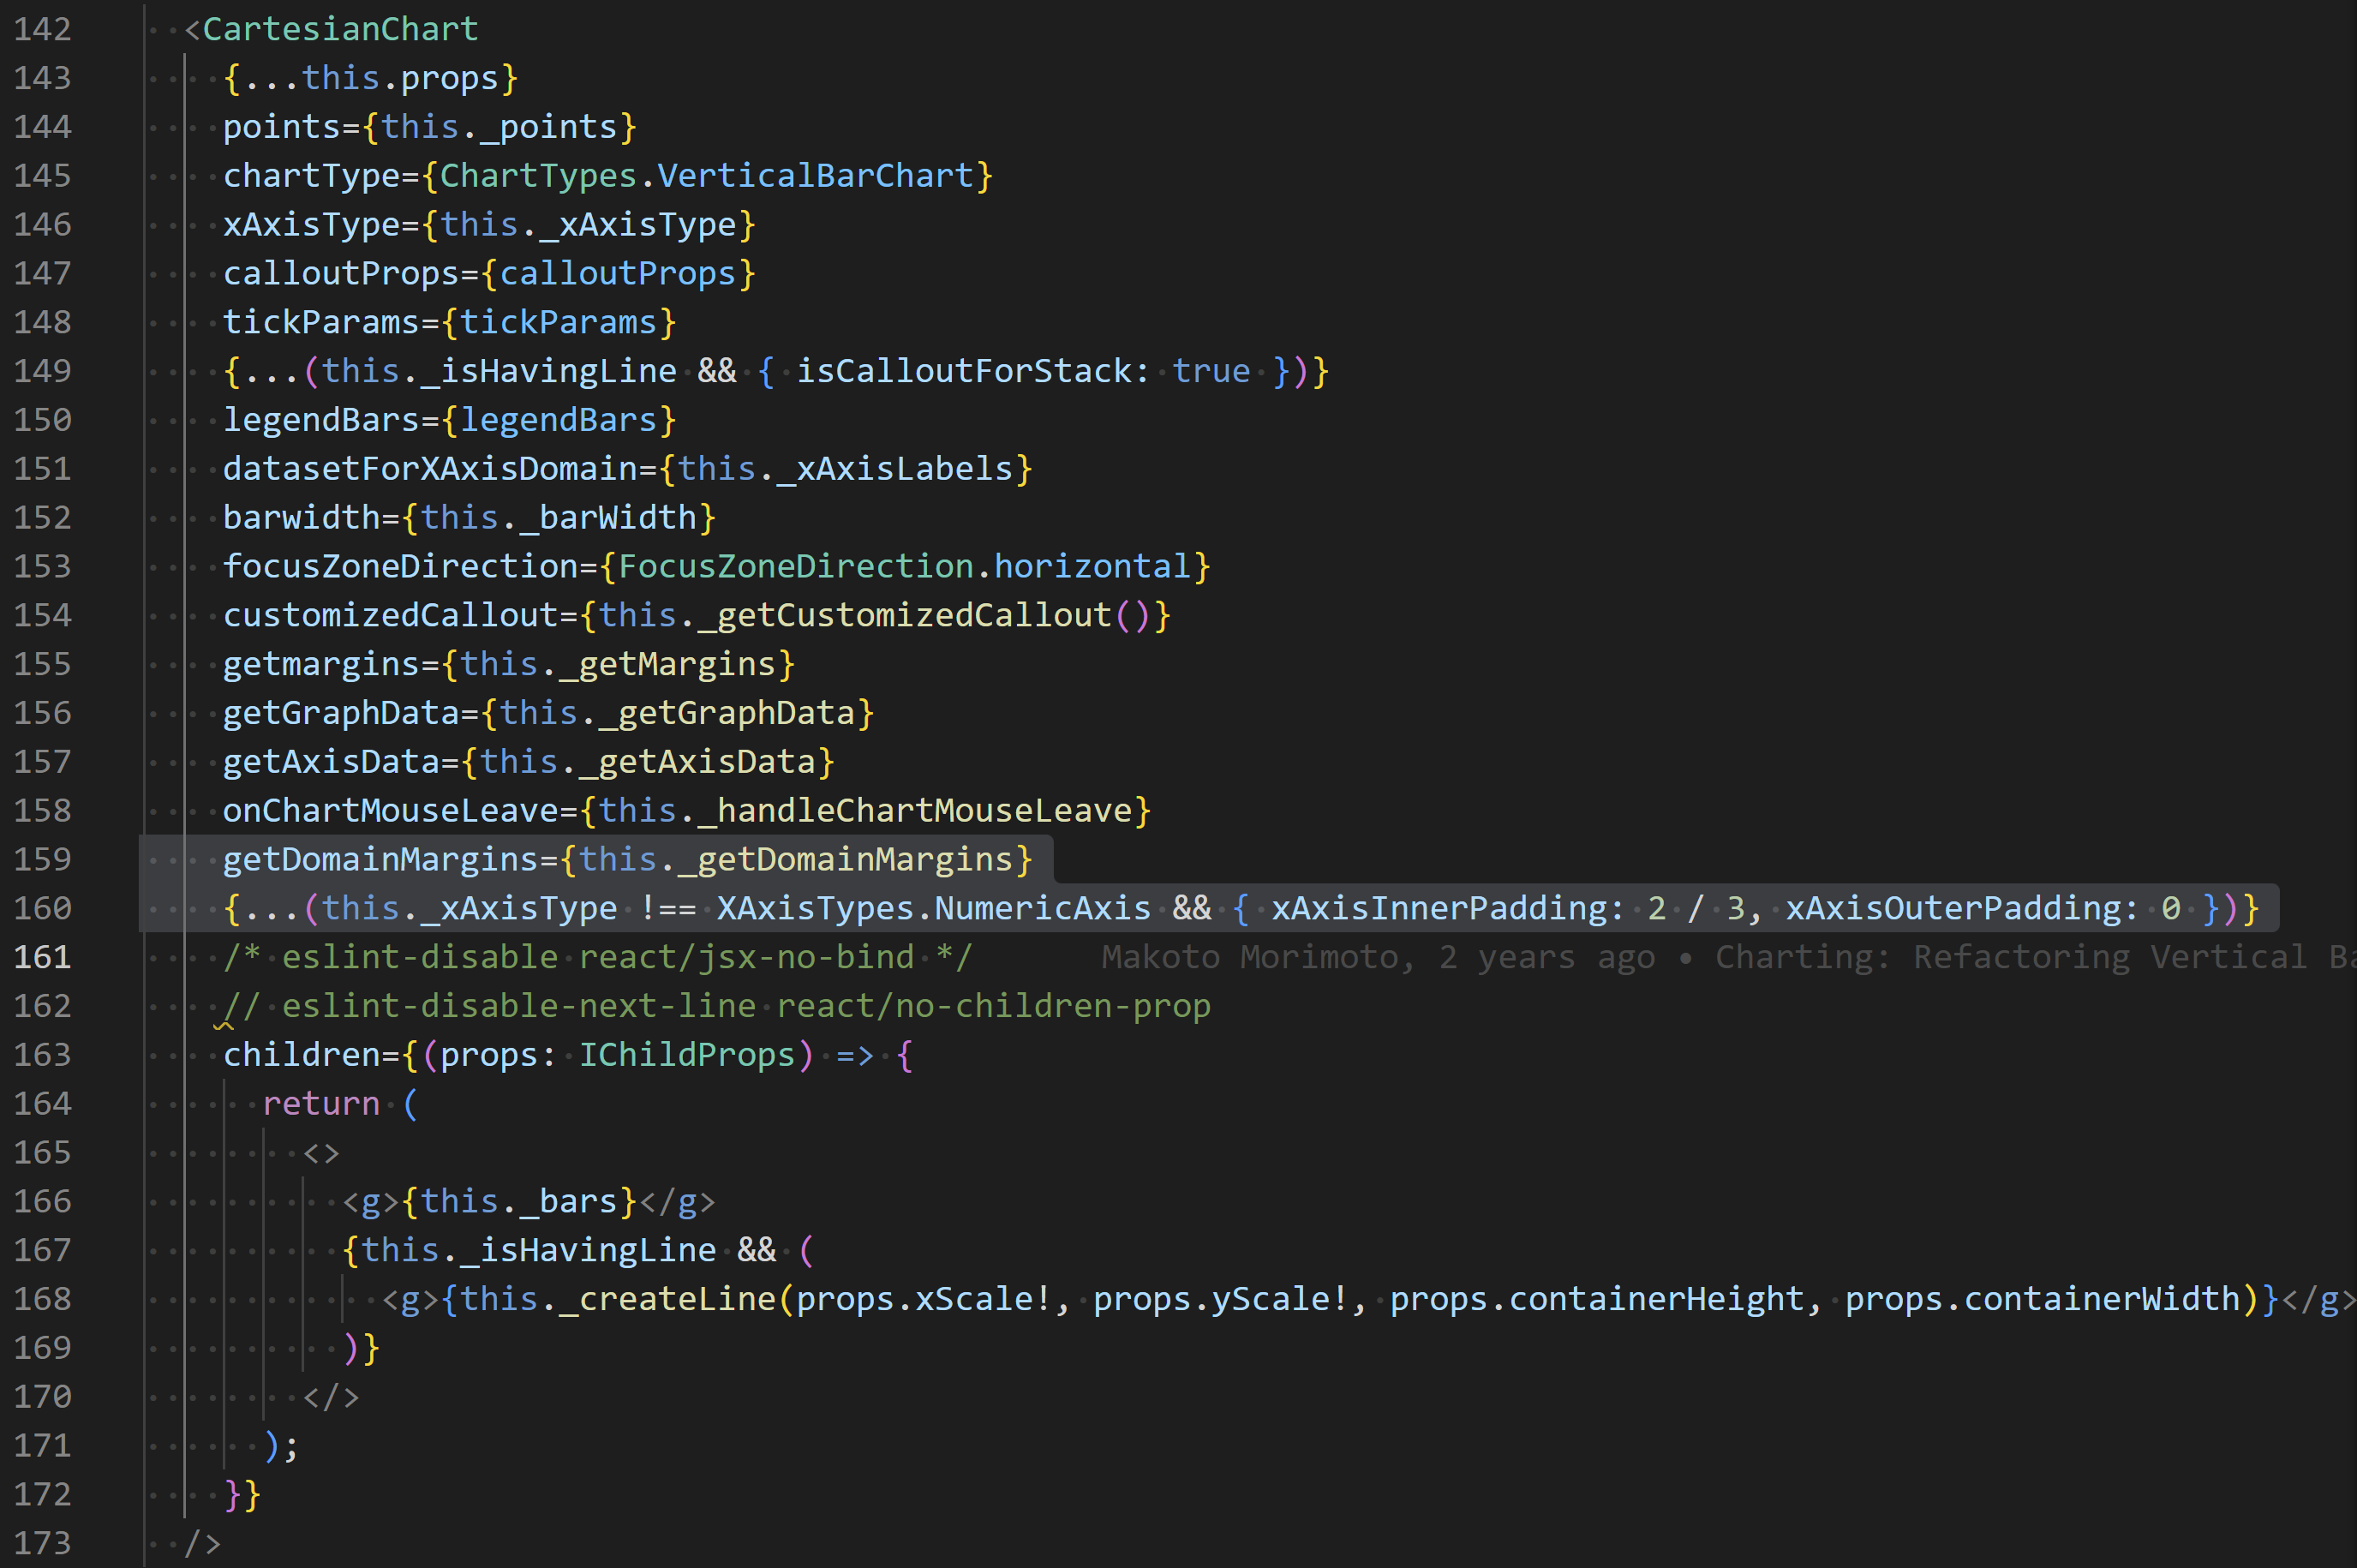 142 <CartesianChart
143 {...this.props}
144 points={this._points}
145 chartType={ChartTypes.VerticalBarChart}
146 xAxisType={this._xAxisType}
147 calloutProps={calloutProps}
148 tickParams={tickParams}
149 {...(this._isHavingLine && { isCalloutForStack: true })}
150 legendBars={legendBars}
151 datasetForXAxisDomain={this._xAxisLabels}
152 barwidth={this._barWidth}
153 focusZoneDirection={FocusZoneDirection.horizontal}
154 customizedCallout={this._getCustomizedCallout()}
155 getmargins={this._getMargins}
156 getGraphData={this._getGraphData}
157 getAxisData={this._getAxisData}
158 onChartMouseLeave={this._handleChartMouseLeave}
159 getDomainMargins={this._getDomainMargins}
160 {...(this._xAxisType !== XAxisTypes.NumericAxis && { xAxisInnerPadding: 2 / 3, xAxisOuterPadding: 0 })}
161 /* eslint-disable react/jsx-no-bind */ Makoto Morimoto, 2 years ago • Charting: Refactoring Vertical
162 // eslint-disable-next-line react/no-children-prop
163 children={(props: IChildProps) => {
164 return (
165 <>
166 <g>{this._bars}</g>
167 {this._isHavingLine && (
168 <g>{this._createLine(props.xScale!, props.yScale!, props.containerHeight, props.containerWidth)}</g>
169 )}
170 </>
171 );
172 }}
173 />